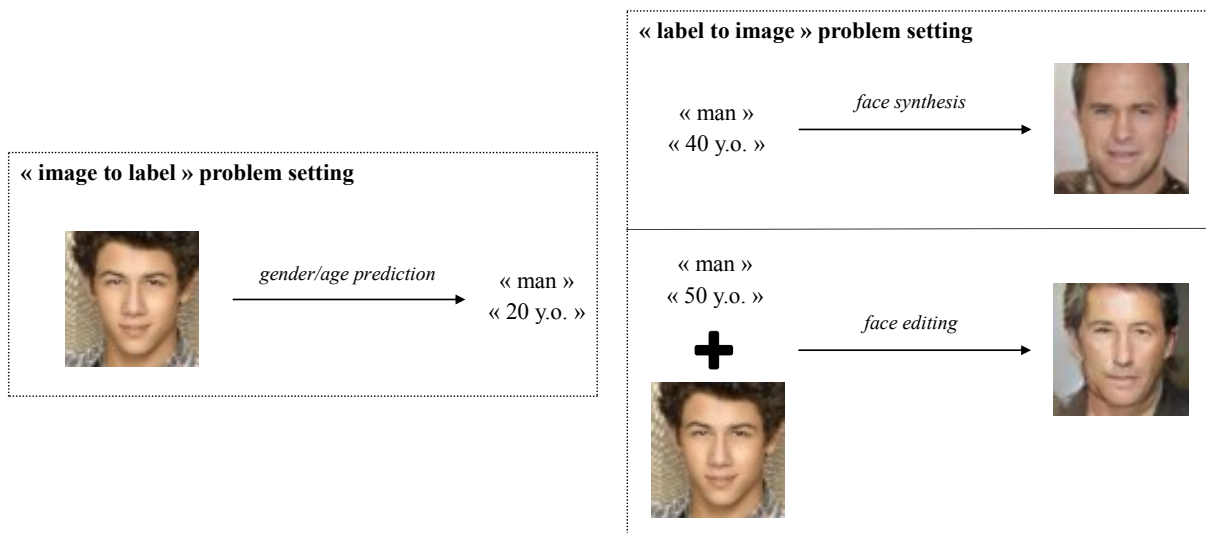 « image to label » problem setting
gender/age prediction
« man »
« 20 y.o. »
« label to image » problem setting
« man »
« 40 y.o. »
face synthesis
« man »
« 50 y.o. »
face editing